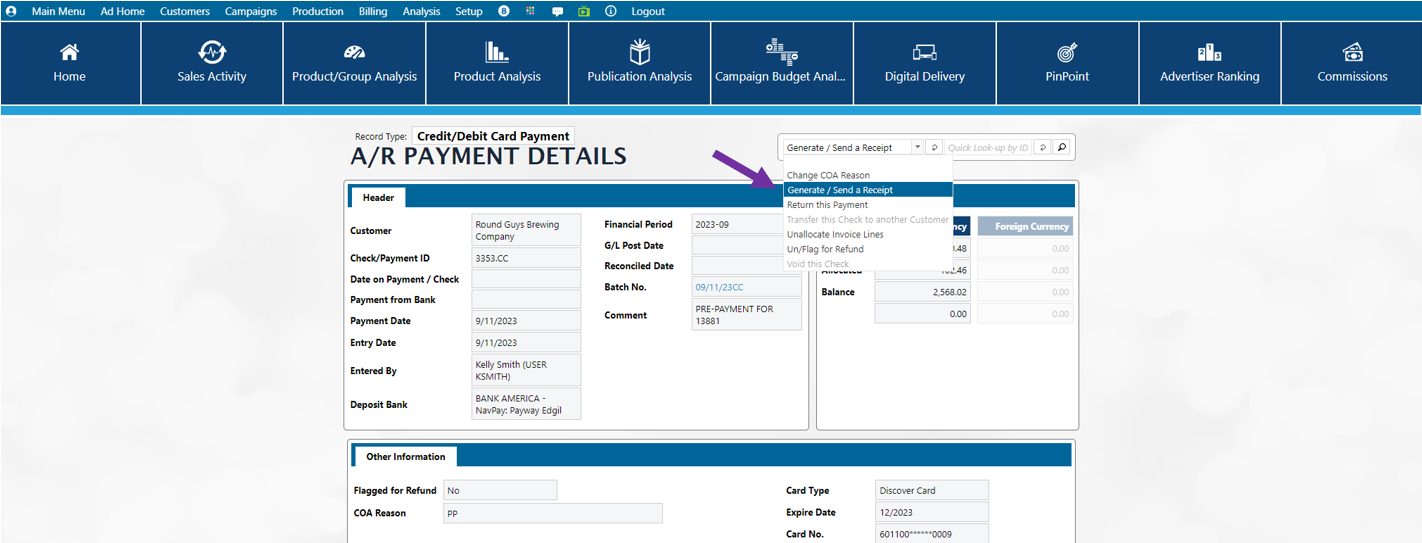 Main Menu Ad Home Customers Campaigns Production Billing Analysis Setup 8 Logout
Home
Sales Activity
Product/Group Analysis
Product Analysis
Publication Analysis
Campaign Budget Anal...
Digital Delivery
PinPoint
Advertiser Ranking
Commissions
Record Type: Credit/Debit Card Payment
A/R PAYMENT DETAILS
Generate / Send a Receipt
Quick Look-up by ID
Change COA Reason
Generate / Send a Receipt
Return this Payment
Transfer this Check to another Customer
Unallocate Invoice Lines
Un/Flag for Refund
Void this Check
Header
Customer
Round Guys Brewing
Company
Check/Payment ID 3353.CC
Date on Payment / Check
Payment from Bank
Payment Date 9/11/2023
Entry Date 9/11/2023
Entered By
Kelly Smith (USER
KSMITH)
Deposit Bank
BANK AMERICA -
NavPay: Payway Edgil
Financial Period 2023-09
G/L Post Date
Reconciled Date
Batch No. 09/11/23CC
Comment
PRE-PAYMENT FOR
13881
Foreign Currency
0.00
0.00
Balance 2,568.02 0.00
0.00 0.00
Other Information
Flagged for Refund No
COA Reason PP
Card Type Discover Card
Expire Date 12/2023
Card No. 601100******0009